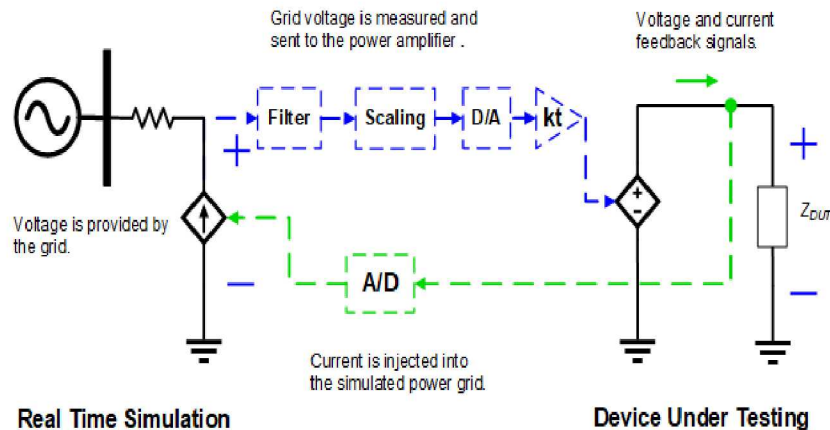 Grid voltage is measured and
sent to the power amplifier .
Voltage and current
feedback signals.
Filter
Scaling
D/A
kt
+
−
+
-
+
−
Z_DUT
Voltage is provided by
the grid.
A/D
Current is injected into
the simulated power grid.
Real Time Simulation
Device Under Testing